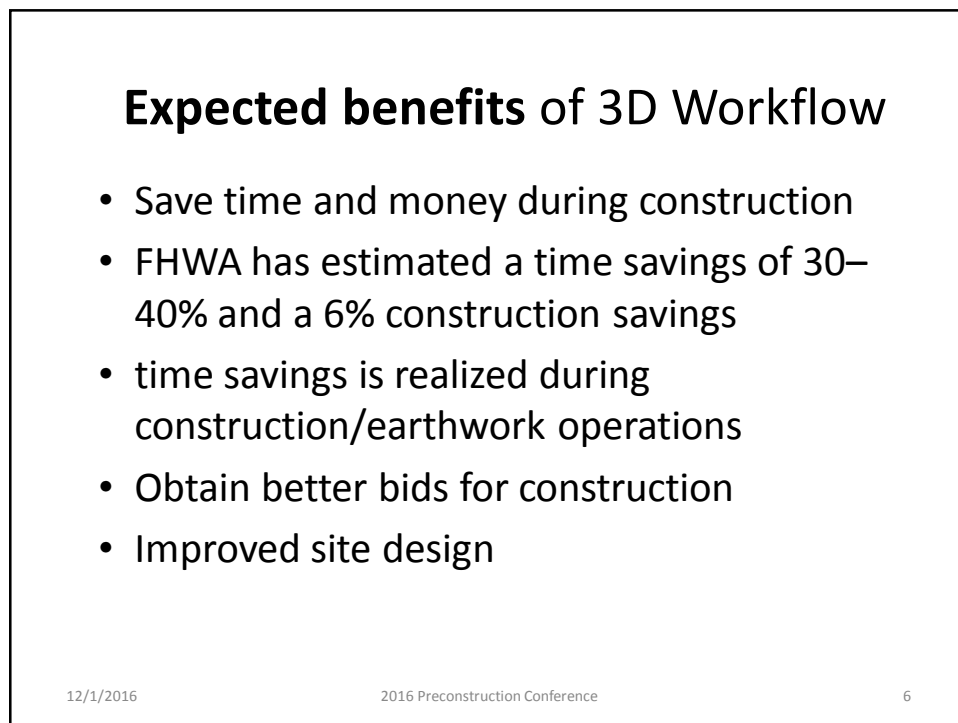 Expected benefits of 3D Workflow
• Save time and money during construction
• FHWA has estimated a time savings of 30–
40% and a 6% construction savings
• time savings is realized during
construction/earthwork operations
• Obtain better bids for construction
• Improved site design
12/1/2016 2016 Preconstruction Conference 6